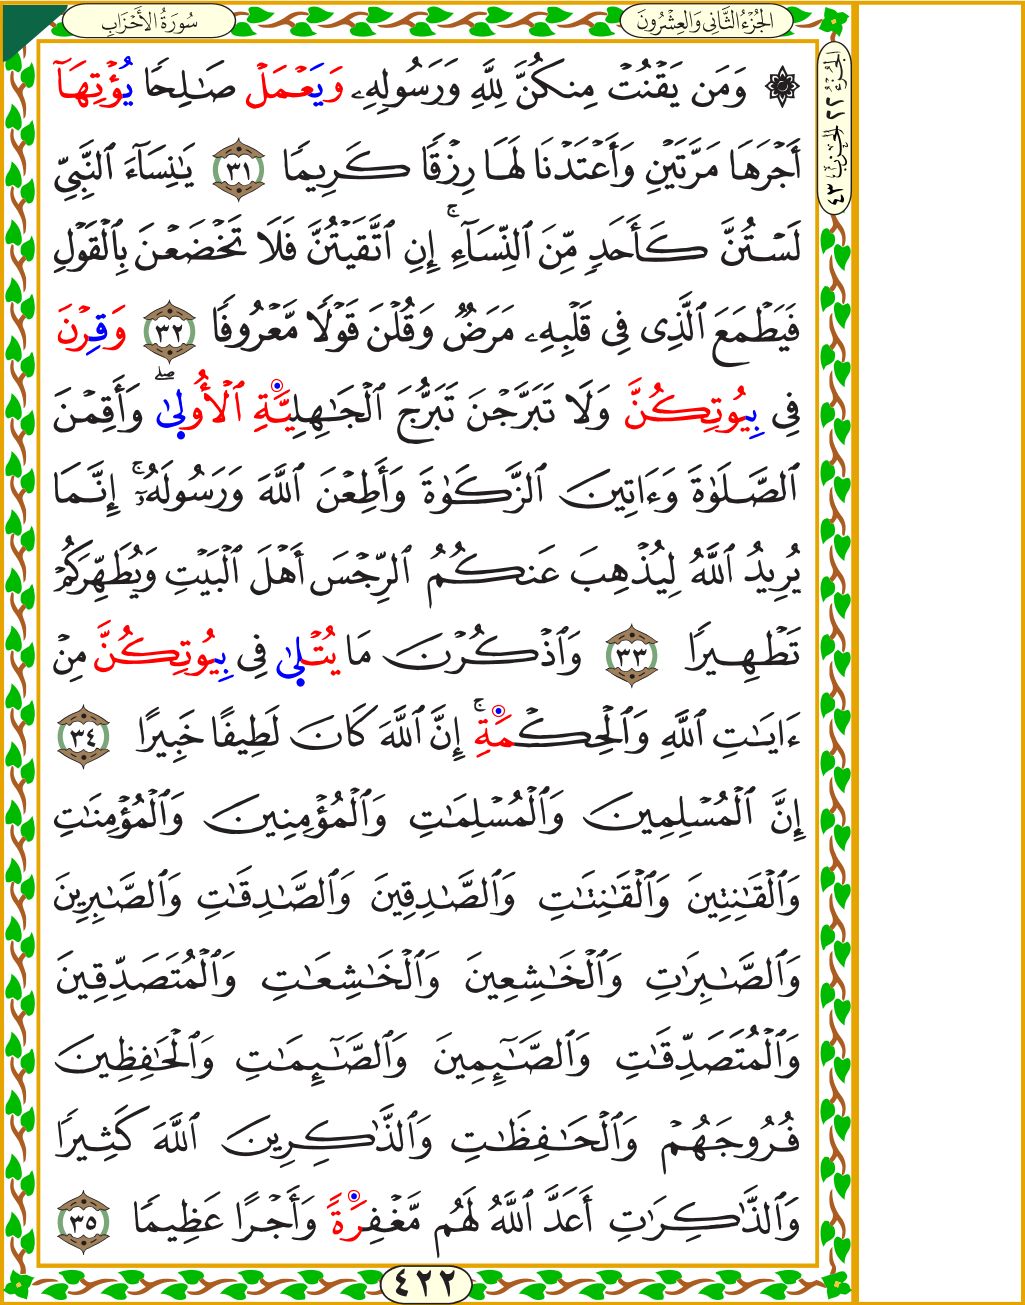 الجُزْءُ الثَّانِي وَالعِشْرُونَ
سُورَةُ الأَحْزَابِ
الجزء ٢٢ الحزب ٤٣
۞ وَمَن يَقْنُتْ مِنكُنَّ لِلَّهِ وَرَسُولِهِۦ وَيَعْمَلْ صَٰلِحًا يُؤْتِهَآ
أَجْرَهَا مَرَّتَيْنِ وَأَعْتَدْنَا لَهَا رِزْقًا كَرِيمًا ٣١ يَٰنِسَآءَ ٱلنَّبِيِّ
لَسْتُنَّ كَأَحَدٍ مِّنَ ٱلنِّسَآءِ ۚ إِنِ ٱتَّقَيْتُنَّ فَلَا تَخْضَعْنَ بِٱلْقَوْلِ
فَيَطْمَعَ ٱلَّذِى فِى قَلْبِهِۦ مَرَضٌ وَقُلْنَ قَوْلًا مَّعْرُوفًا ٣٢ وَقِرْنَ
فِى بِيُوتِكُنَّ وَلَا تَبَرَّجْنَ تَبَرُّجَ ٱلْجَٰهِلِيَّةِ ٱلْأُولَىٰ ۖ وَأَقِمْنَ
ٱلصَّلَوٰةَ وَءَاتِينَ ٱلزَّكَوٰةَ وَأَطِعْنَ ٱللَّهَ وَرَسُولَهُۥٓ ۚ إِنَّمَا
يُرِيدُ ٱللَّهُ لِيُذْهِبَ عَنكُمُ ٱلرِّجْسَ أَهْلَ ٱلْبَيْتِ وَيُطَهِّرَكُمْ
تَطْهِيرًا ٣٣ وَٱذْكُرْنَ مَا يُتْلَىٰ فِى بِيُوتِكُنَّ مِنْ
ءَايَٰتِ ٱللَّهِ وَٱلْحِكْمَةِ ۚ إِنَّ ٱللَّهَ كَانَ لَطِيفًا خَبِيرًا ٣٤
إِنَّ ٱلْمُسْلِمِينَ وَٱلْمُسْلِمَٰتِ وَٱلْمُؤْمِنِينَ وَٱلْمُؤْمِنَٰتِ
وَٱلْقَٰنِتِينَ وَٱلْقَٰنِتَٰتِ وَٱلصَّٰدِقِينَ وَٱلصَّٰدِقَٰتِ وَٱلصَّٰبِرِينَ
وَٱلصَّٰبِرَٰتِ وَٱلْخَٰشِعِينَ وَٱلْخَٰشِعَٰتِ وَٱلْمُتَصَدِّقِينَ
وَٱلْمُتَصَدِّقَٰتِ وَٱلصَّٰٓئِمِينَ وَٱلصَّٰٓئِمَٰتِ وَٱلْحَٰفِظِينَ
فُرُوجَهُمْ وَٱلْحَٰفِظَٰتِ وَٱلذَّٰكِرِينَ ٱللَّهَ كَثِيرًا
وَٱلذَّٰكِرَٰتِ أَعَدَّ ٱللَّهُ لَهُم مَّغْفِرَةً وَأَجْرًا عَظِيمًا ٣٥
٤٢٢